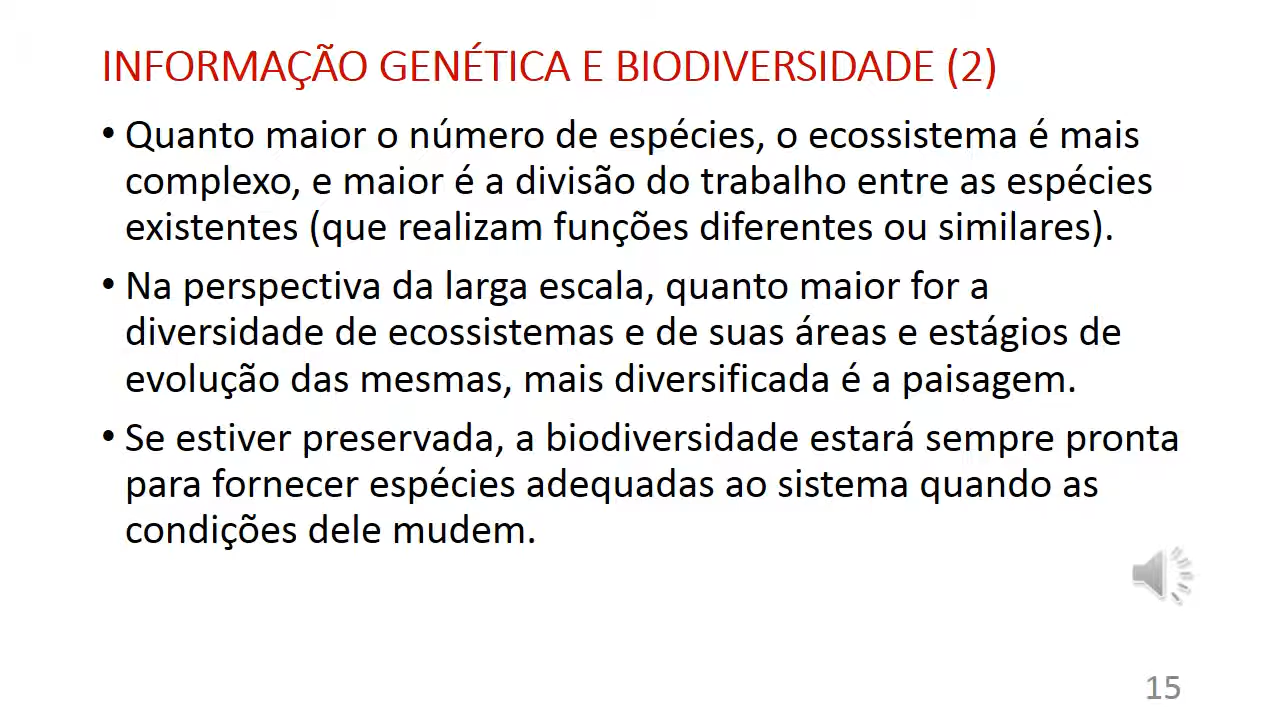 INFORMAÇÃO GENÉTICA E BIODIVERSIDADE (2)
• Quanto maior o número de espécies, o ecossistema é mais
complexo, e maior é a divisão do trabalho entre as espécies
existentes (que realizam funções diferentes ou similares).
• Na perspectiva da larga escala, quanto maior for a
diversidade de ecossistemas e de suas áreas e estágios de
evolução das mesmas, mais diversificada é a paisagem.
• Se estiver preservada, a biodiversidade estará sempre pronta
para fornecer espécies adequadas ao sistema quando as
condições dele mudem.
15